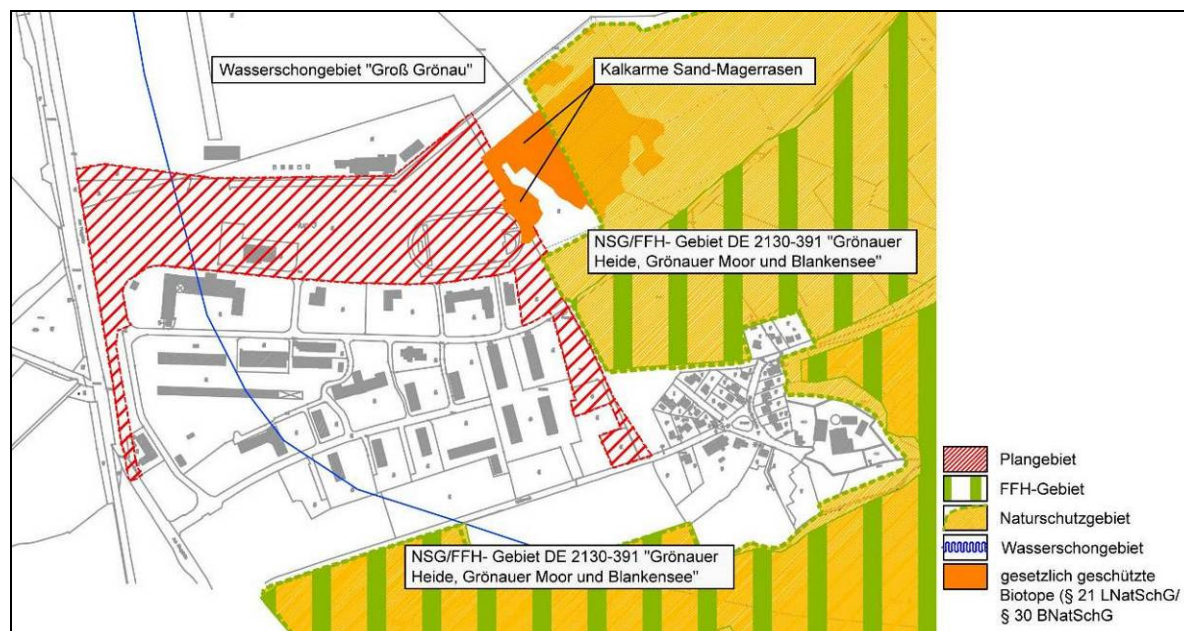 Wasserschongebiet "Groß Grönau"
Kalkarme Sand-Magerrasen
NSG/FFH- Gebiet DE 2130-391 "Grönauer
Heide, Grönauer Moor und Blankensee"
NSG/FFH- Gebiet DE 2130-391 "Grönauer
Heide, Grönauer Moor und Blankensee"
Plangebiet
FFH-Gebiet
Naturschutzgebiet
Wasserschongebiet
gesetzlich geschützte
Biotope (§ 21 LNatSchG/
§ 30 BNatSchG